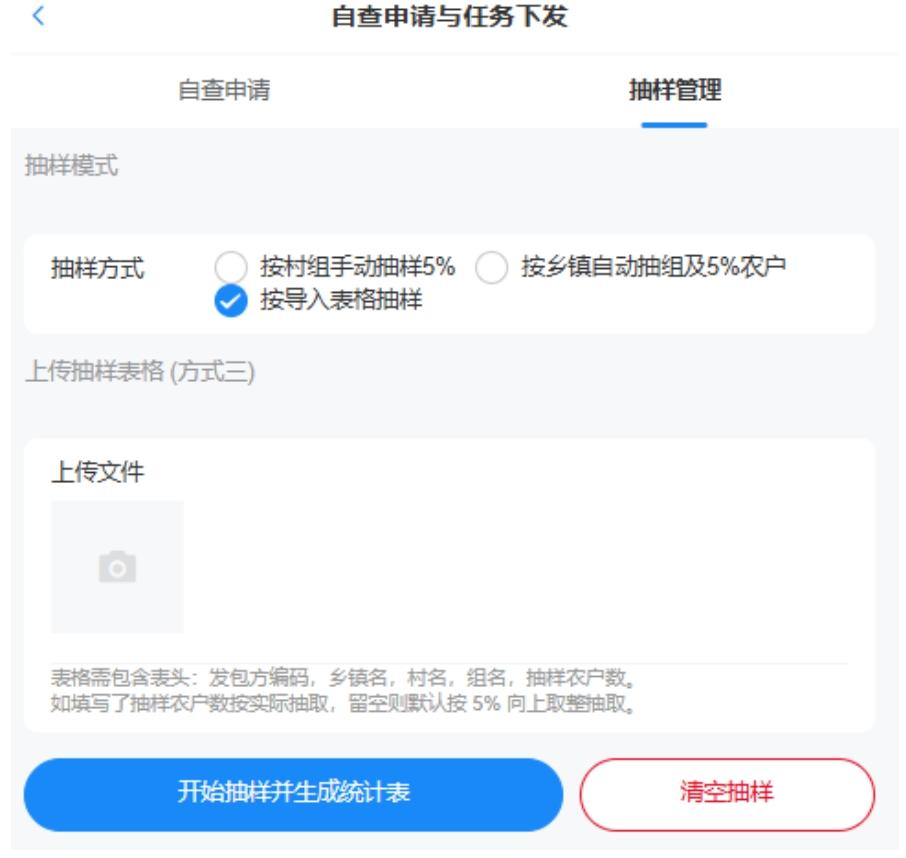 自查申请与任务下发
自查申请 抽样管理
抽样模式
抽样方式 按村组手动抽样5% 按乡镇自动抽组及5%农户
按导入表格抽样
上传抽样表格 (方式三)
上传文件
表格需包含表头：发包方编码，乡镇名，村名，组名，抽样农户数。
如填写了抽样农户数按实际抽取，留空则默认按 5% 向上取整抽取。
开始抽样并生成统计表 清空抽样